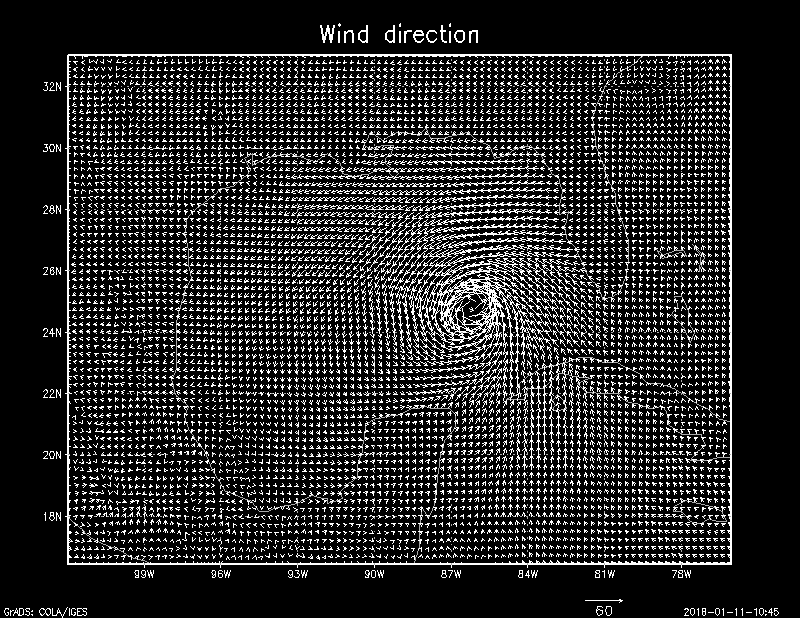 Wind direction
32N
30N
28N
26N
24N
22N
20N
18N
99W 96W 93W 90W 87W 84W 81W 78W
60
GrADS: COLA/IGES 2018-01-11-10:45